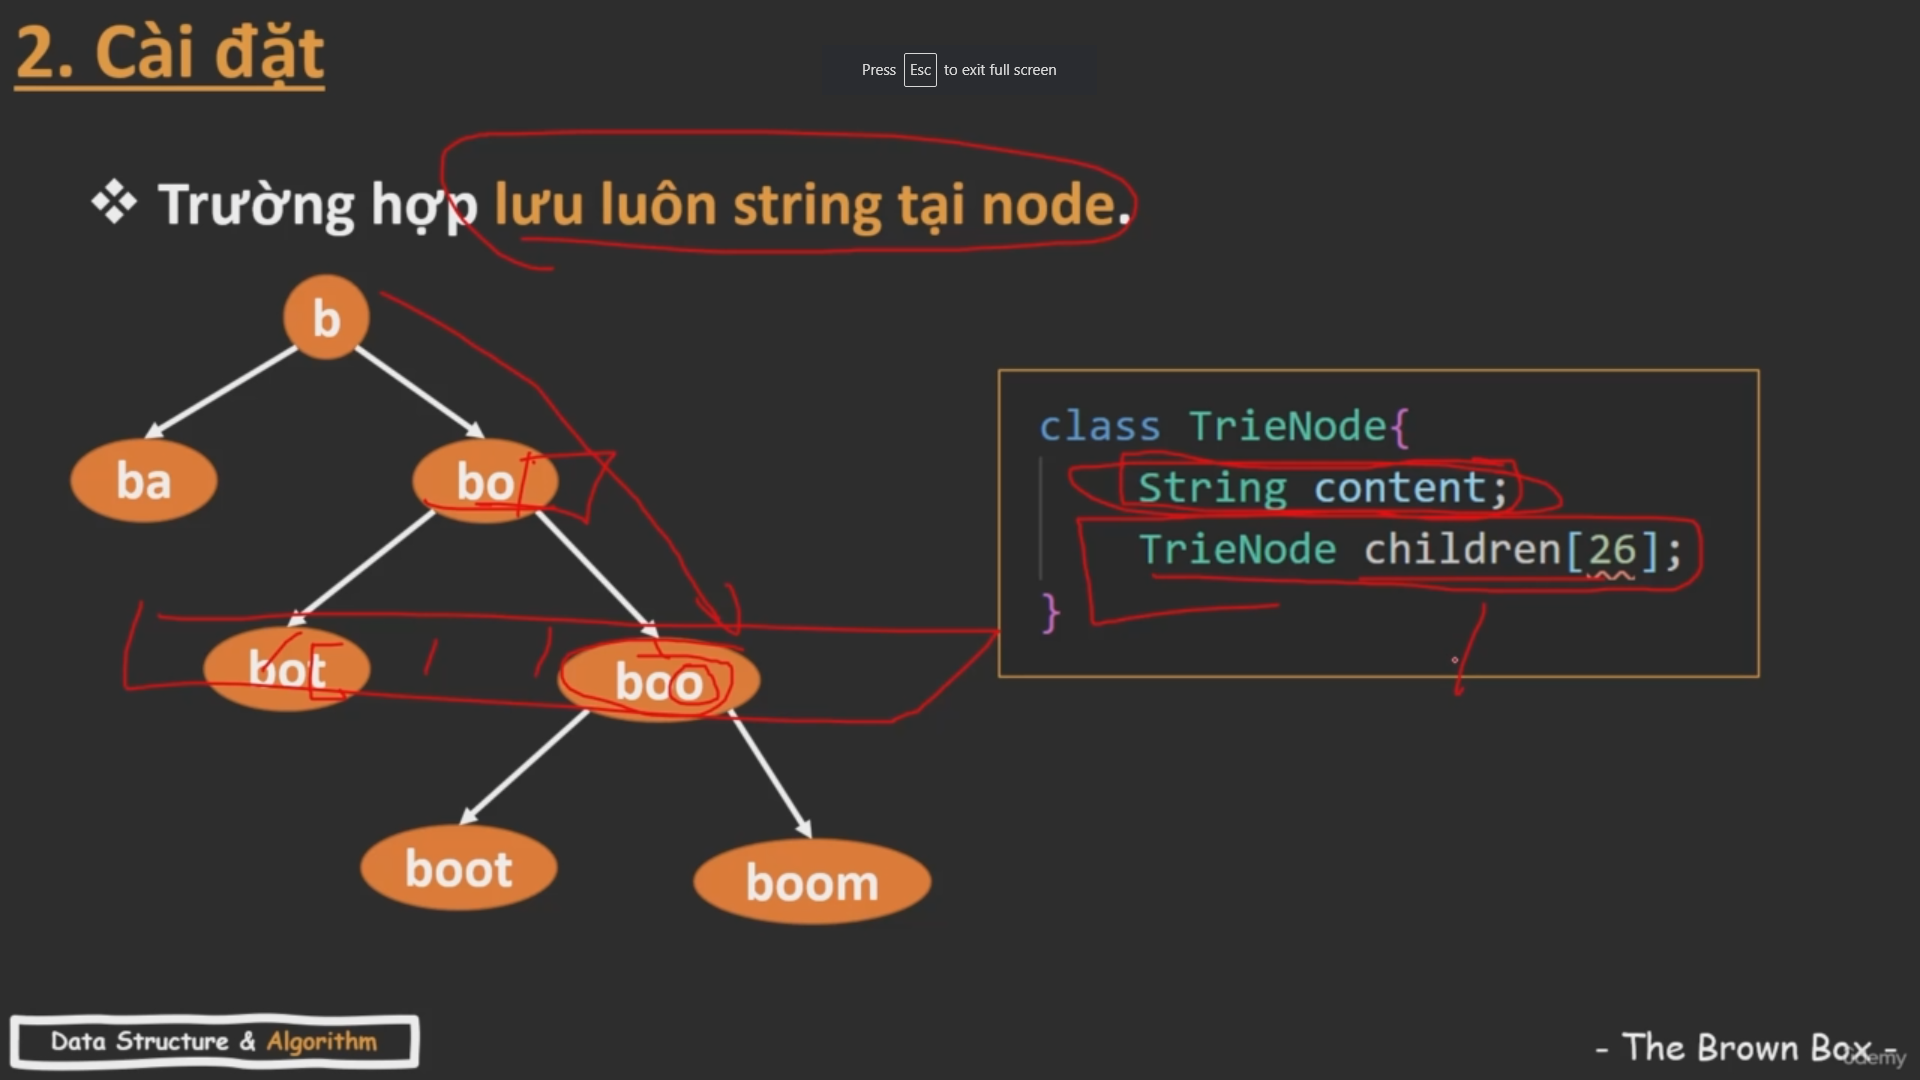 2. Cài đặt
Press Esc to exit full screen
❖ Trường hợp lưu luôn string tại node.
b
ba
bo
bot
boo
boot
boom
class TrieNode{
String content;
TrieNode children[26];
}
Data Structure & Algorithm
- The Brown Box -
udemy